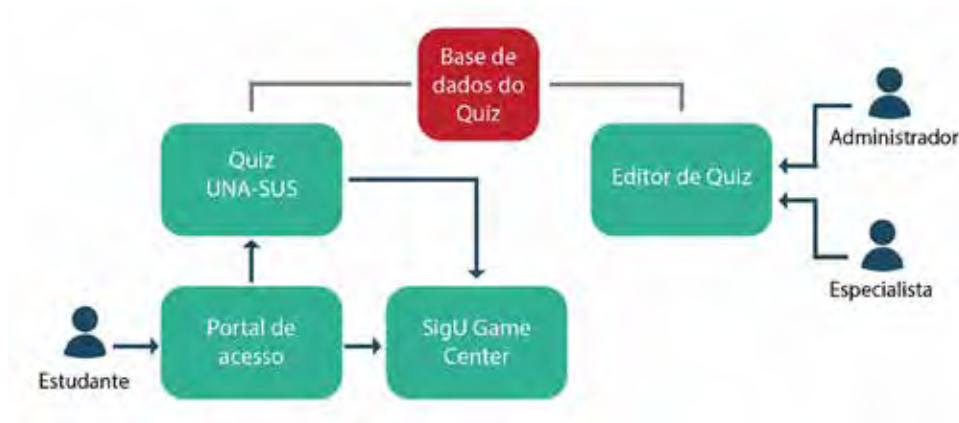 Base de
dados do
Quiz
Quiz
UNA-SUS
Editor de Quiz
Administrador
Especialista
Portal de
acesso
SigU Game
Center
Estudante